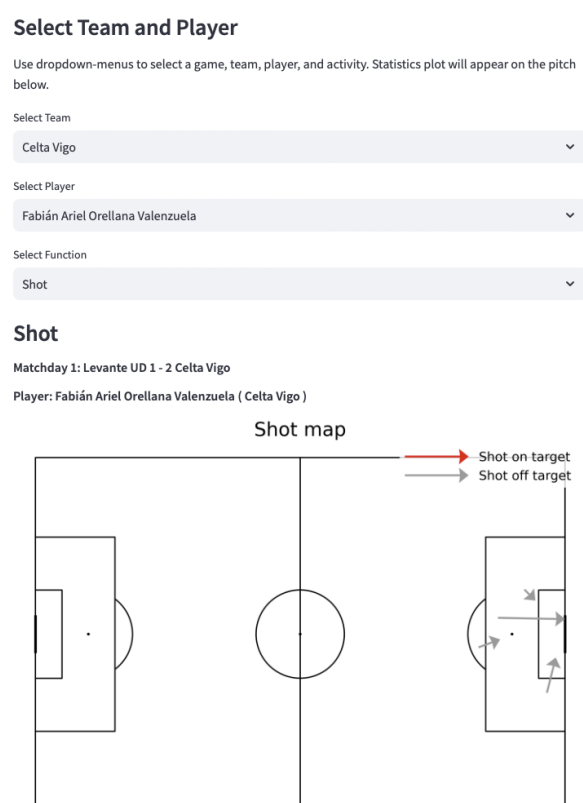 Select Team and Player
Use dropdown-menus to select a game, team, player, and activity. Statistics plot will appear on the pitch
below.
Select Team
Celta Vigo
Select Player
Fabián Ariel Orellana Valenzuela
Select Function
Shot
Shot
Matchday 1: Levante UD 1 - 2 Celta Vigo
Player: Fabián Ariel Orellana Valenzuela ( Celta Vigo )
Shot map
Shot on target
Shot off target